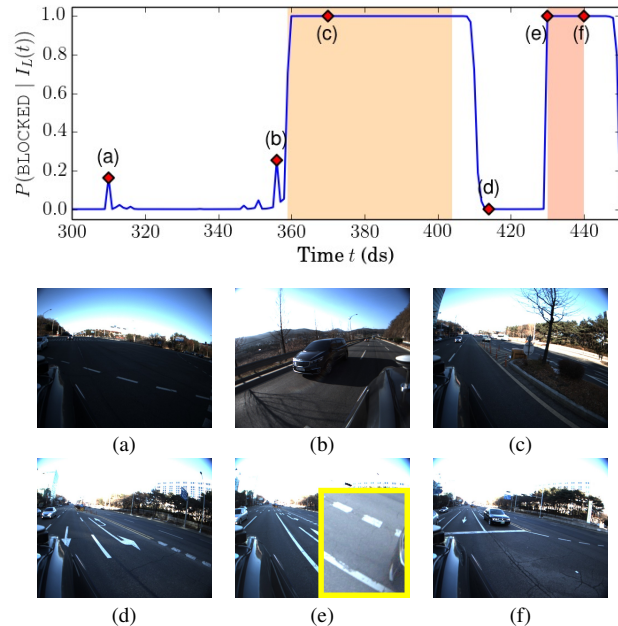 P(BLOCKED | I_L(t))
1.0
0.8
0.6
0.4
0.2
0.0
(a)
(b)
(c)
(d)
(e)
(f)
300
320
340
360
380
400
420
440
Time t (ds)
(a)
(b)
(c)
(d)
(e)
(f)